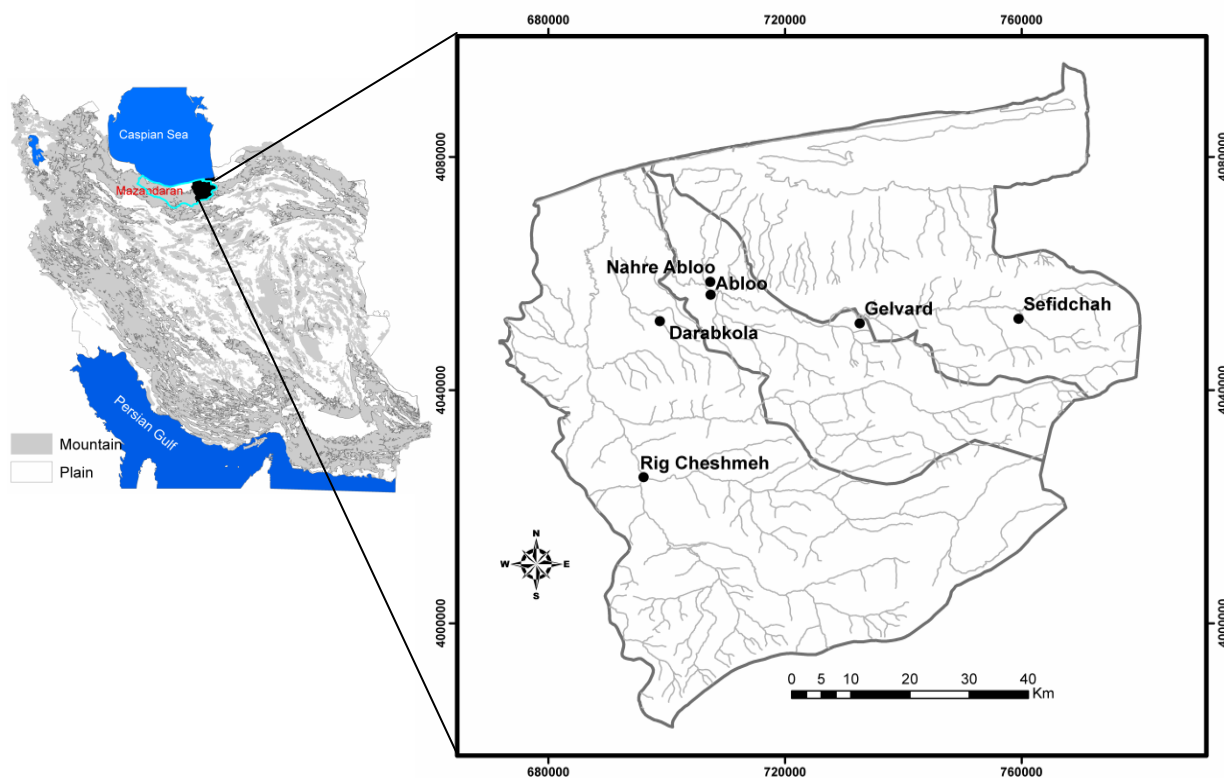 Caspian Sea
Mazandaran
Persian Gulf
Mountain
Plain
680000
720000
760000
4080000
4080000
Nahre Abloo
Abloo
Darabkola
Gelvard
Sefidchah
4040000
4040000
Rig Cheshmeh
N
W E
S
4000000
4000000
0 5 10 20 30 40
Km
680000
720000
760000